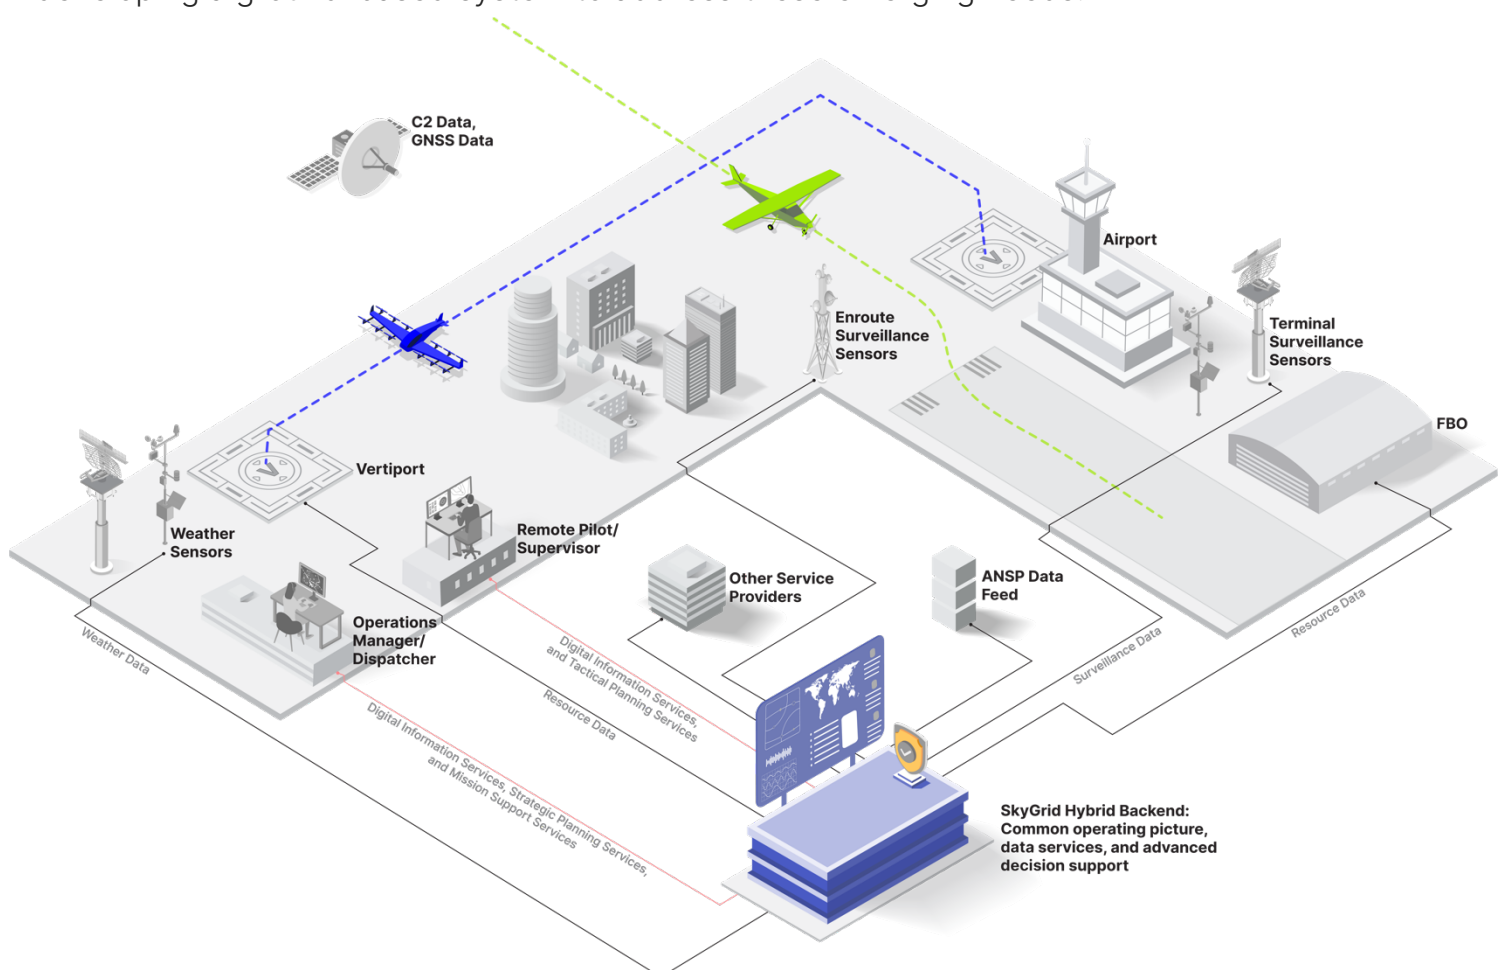 C2 Data,
GNSS Data
Airport
Enroute
Surveillance
Sensors
Terminal
Surveillance
Sensors
FBO
Vertiport
Weather
Sensors
Remote Pilot/
Supervisor
Other Service
Providers
ANSP Data
Feed
Operations
Manager/
Dispatcher
Weather Data
Digital Information Services,
and Tactical Planning Services
Resource Data
Surveillance Data
Resource Data
Digital Information Services, Strategic Planning Services,
and Mission Support Services
SkyGrid Hybrid Backend:
Common operating picture,
data services, and advanced
decision support